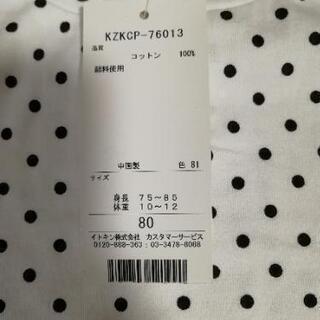 KZKCP-76013
品質
コットン 100%
顔料使用
中国製 色 81
サイズ
身長 75−85
体重 10−12
80
イトキン株式会社 カスタマーサービス
0120-888-363 : 03-3478-8088